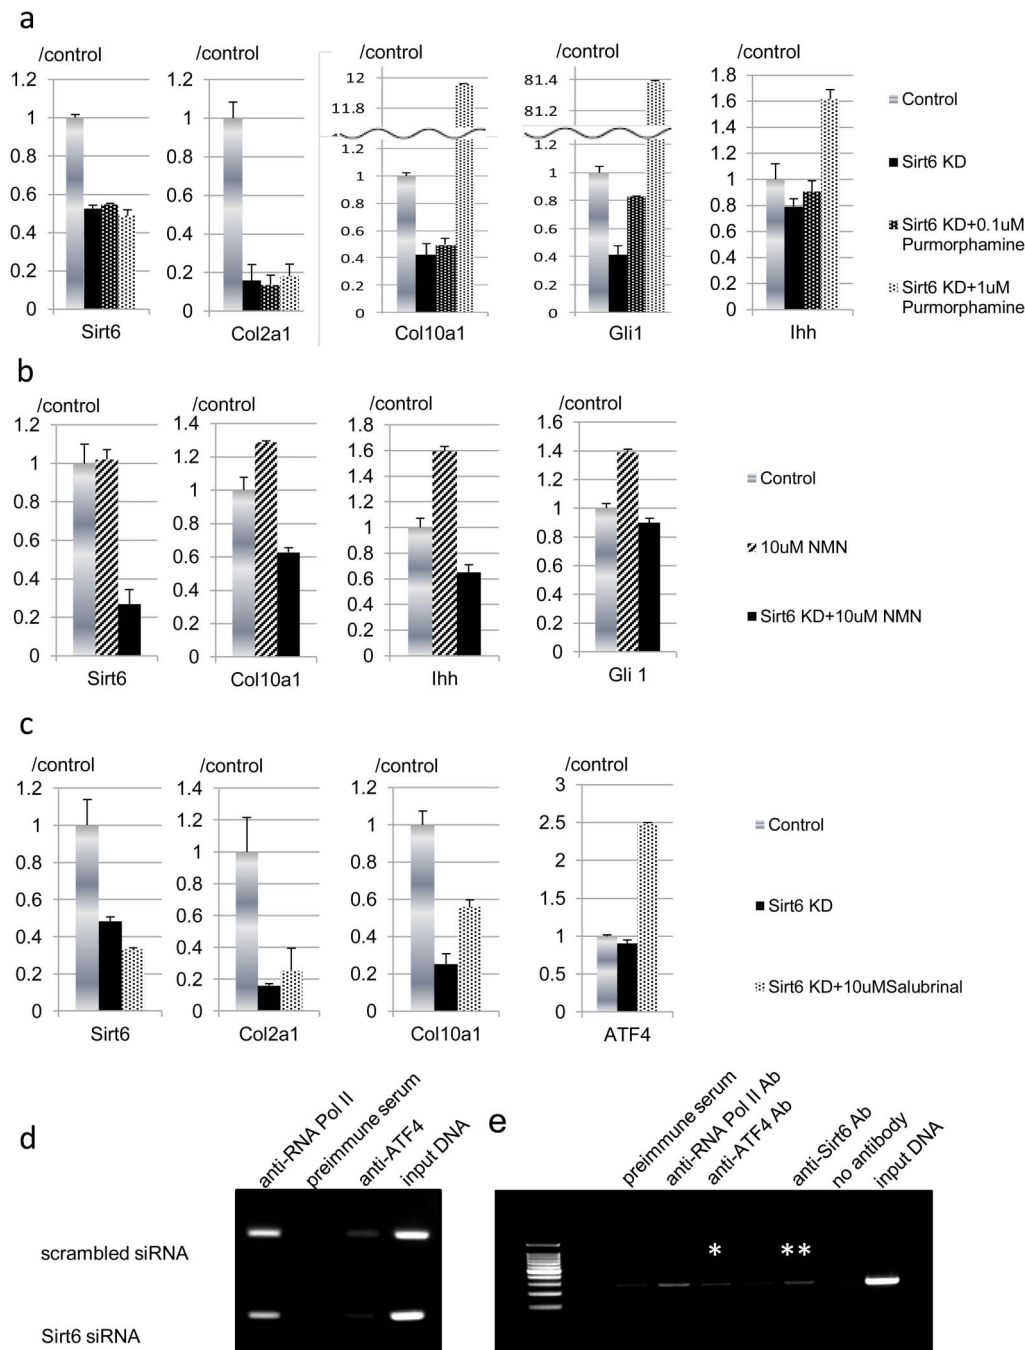 a
/control
1.2
1
0.8
0.6
0.4
0.2
0
Sirt6
/control
1.2
1
0.8
0.6
0.4
0.2
0
Col2a1
/control
12
11.8
1.2
1
0.8
0.6
0.4
0.2
0
Col10a1
/control
81.4
81.2
1.2
1
0.8
0.6
0.4
0.2
0
Gli1
/control
1.8
1.6
1.4
1.2
1
0.8
0.6
0.4
0.2
0
Ihh
Control
Sirt6 KD
Sirt6 KD+0.1uM
Purmorphamine
Sirt6 KD+1uM
Purmorphamine
b
/control
1.2
1
0.8
0.6
0.4
0.2
0
Sirt6
/control
1.4
1.2
1
0.8
0.6
0.4
0.2
0
Col10a1
/control
1.8
1.6
1.4
1.2
1
0.8
0.6
0.4
0.2
0
Ihh
/control
1.6
1.4
1.2
1
0.8
0.6
0.4
0.2
0
Gli 1
Control
10uM NMN
Sirt6 KD+10uM NMN
c
/control
1.2
1
0.8
0.6
0.4
0.2
0
Sirt6
/control
1.4
1.2
1
0.8
0.6
0.4
0.2
0
Col2a1
/control
1.2
1
0.8
0.6
0.4
0.2
0
Col10a1
/control
3
2.5
2
1.5
1
0.5
0
ATF4
Control
Sirt6 KD
Sirt6 KD+10uMSalubrinal
d
anti-RNA Pol II
preimmune serum
anti-ATF4
input DNA
scrambled siRNA
Sirt6 siRNA
e
preimmune serum
anti-RNA Pol II Ab
anti-ATF4 Ab
anti-Sirt6 Ab
no antibody
input DNA
*
**